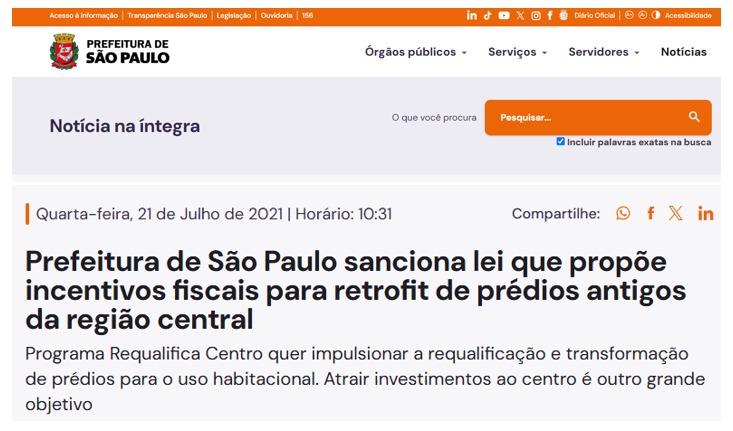 Acesso à informação | Transparência São Paulo | Legislação | Ouvidoria | 156
Diário Oficial | Acessibilidade
PREFEITURA DE
SÃO PAULO
Órgãos públicos Serviços Servidores Notícias
Notícia na íntegra
O que você procura
Pesquisar...
Incluir palavras exatas na busca
Quarta-feira, 21 de Julho de 2021 | Horário: 10:31
Compartilhe:
Prefeitura de São Paulo sanciona lei que propõe
incentivos fiscais para retrofit de prédios antigos
da região central
Programa Requalifica Centro quer impulsionar a requalificação e transformação
de prédios para o uso habitacional. Atrair investimentos ao centro é outro grande
objetivo